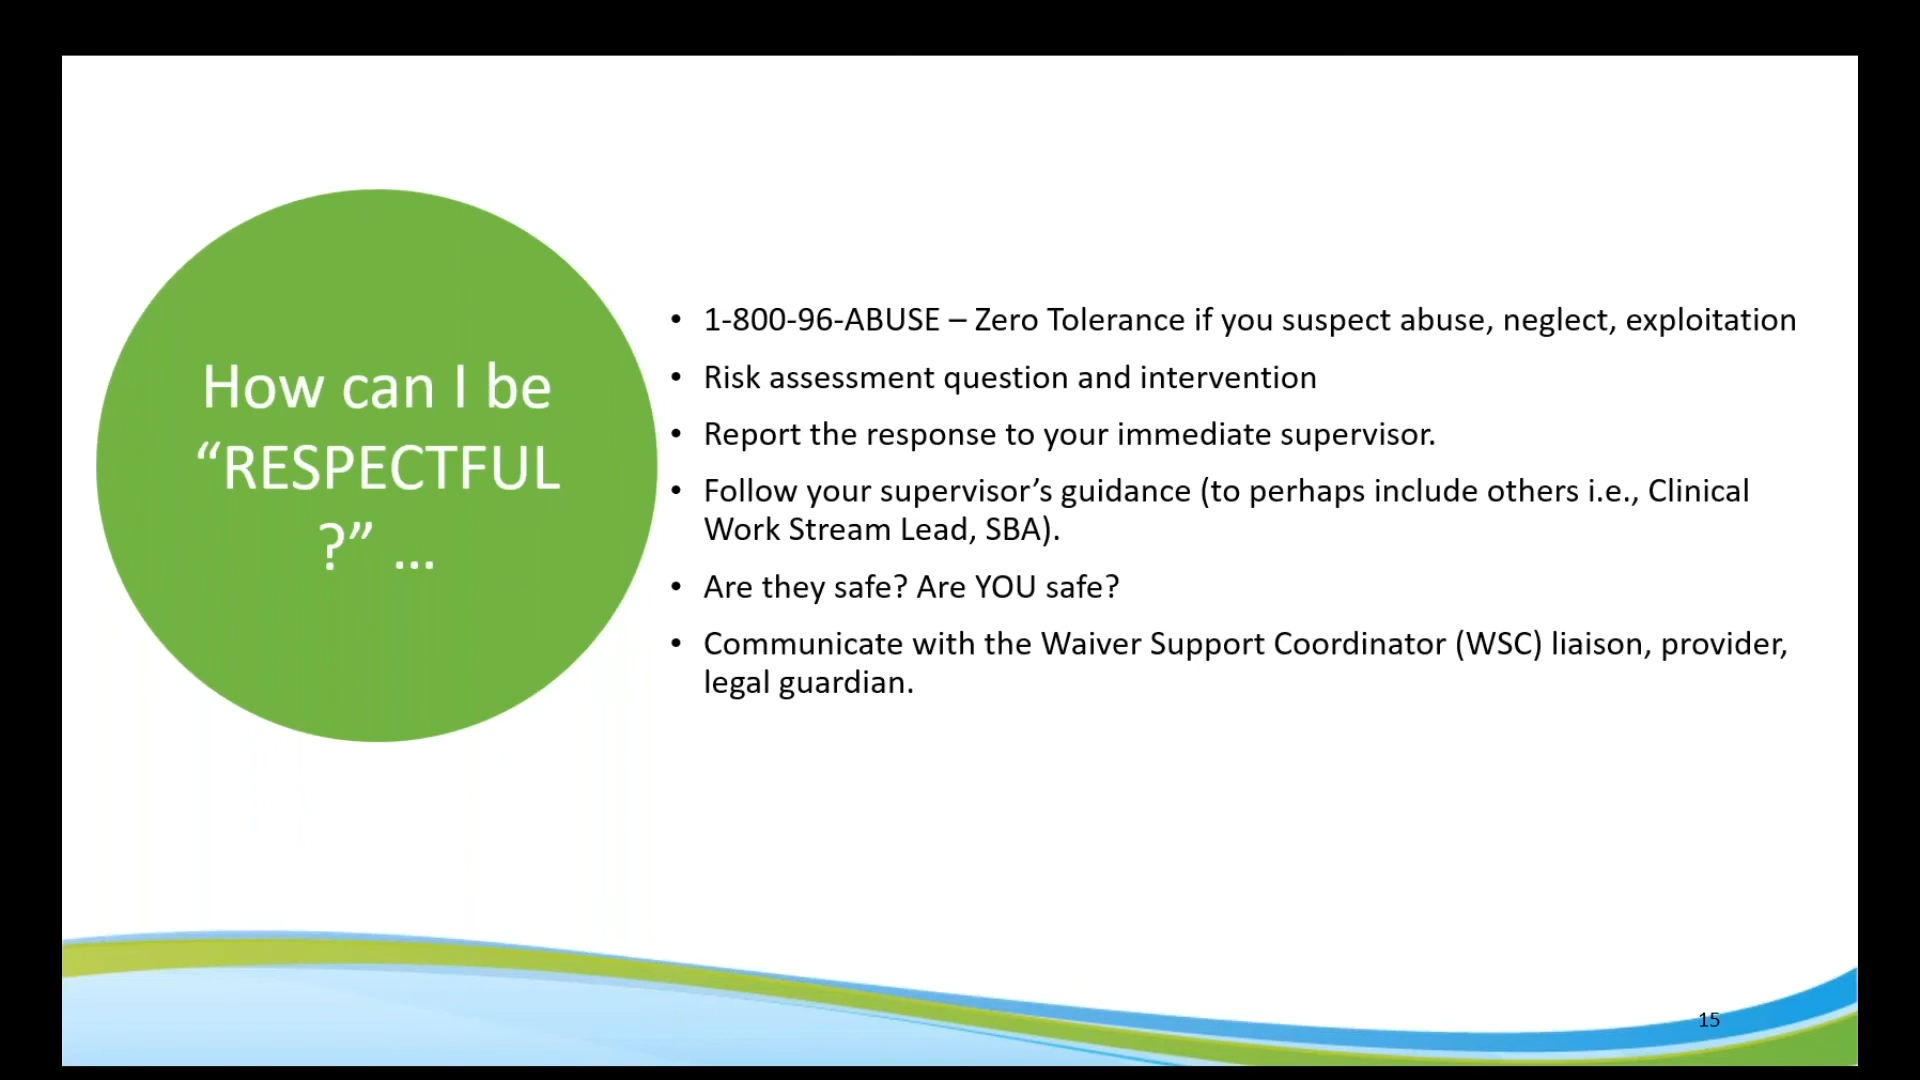 How can I be
“RESPECTFUL
?” ...
• 1-800-96-ABUSE – Zero Tolerance if you suspect abuse, neglect, exploitation
• Risk assessment question and intervention
• Report the response to your immediate supervisor.
• Follow your supervisor’s guidance (to perhaps include others i.e., Clinical
Work Stream Lead, SBA).
• Are they safe? Are YOU safe?
• Communicate with the Waiver Support Coordinator (WSC) liaison, provider,
legal guardian.
15